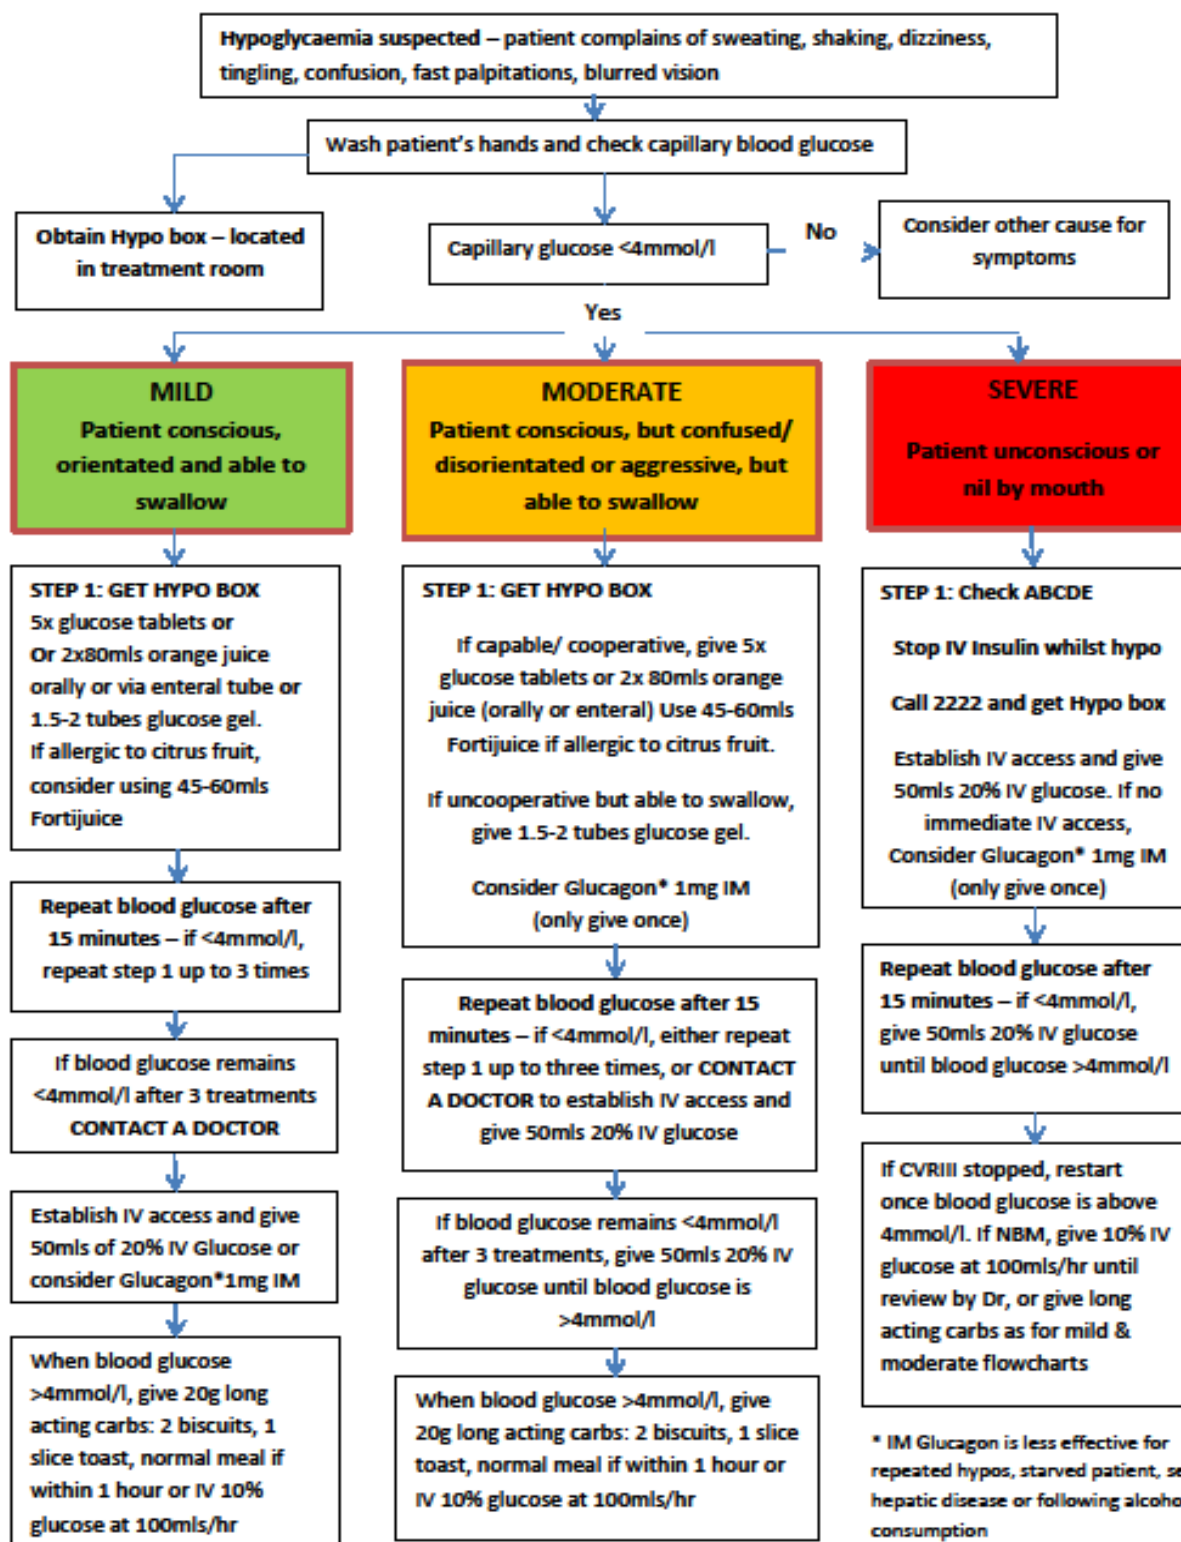 Hypoglycaemia suspected – patient complains of sweating, shaking, dizziness,
tingling, confusion, fast palpitations, blurred vision
Wash patient's hands and check capillary blood glucose
Obtain Hypo box – located
in treatment room
Capillary glucose <4mmol/l
No
Consider other cause for
symptoms
Yes
MILD
Patient conscious,
orientated and able to
swallow
STEP 1: GET HYPO BOX
5x glucose tablets or
Or 2x80mls orange juice
orally or via enteral tube or
1.5-2 tubes glucose gel.
If allergic to citrus fruit,
consider using 45-60mls
Fortijuice
Repeat blood glucose after
15 minutes – if <4mmol/l,
repeat step 1 up to 3 times
If blood glucose remains
<4mmol/l after 3 treatments
CONTACT A DOCTOR
Establish IV access and give
50mls of 20% IV Glucose or
consider Glucagon*1mg IM
When blood glucose
>4mmol/l, give 20g long
acting carbs: 2 biscuits, 1
slice toast, normal meal if
within 1 hour or IV 10%
glucose at 100mls/hr
MODERATE
Patient conscious, but confused/
disorientated or aggressive, but
able to swallow
STEP 1: GET HYPO BOX
If capable/ cooperative, give 5x
glucose tablets or 2x 80mls orange
juice (orally or enteral) Use 45-60mls
Fortijuice if allergic to citrus fruit.
If uncooperative but able to swallow,
give 1.5-2 tubes glucose gel.
Consider Glucagon* 1mg IM
(only give once)
Repeat blood glucose after 15
minutes – if <4mmol/l, either repeat
step 1 up to three times, or CONTACT
A DOCTOR to establish IV access and
give 50mls 20% IV glucose
If blood glucose remains <4mmol/l
after 3 treatments, give 50mls 20% IV
glucose until blood glucose is
>4mmol/l
When blood glucose >4mmol/l, give
20g long acting carbs: 2 biscuits, 1 slice
toast, normal meal if within 1 hour or
IV 10% glucose at 100mls/hr
SEVERE
Patient unconscious or
nil by mouth
STEP 1: Check ABCDE
Stop IV Insulin whilst hypo
Call 2222 and get Hypo box
Establish IV access and give
50mls 20% IV glucose. If no
immediate IV access,
Consider Glucagon* 1mg IM
(only give once)
Repeat blood glucose after
15 minutes – if <4mmol/l,
give 50mls 20% IV glucose
until blood glucose >4mmol/l
If CVRIII stopped, restart
once blood glucose is above
4mmol/l. If NBM, give 10% IV
glucose at 100mls/hr until
review by Dr, or give long
acting carbs as for mild &
moderate flowcharts
* IM Glucagon is less effective for
repeated hypos, starved patient,
hepatic disease or following
consumption